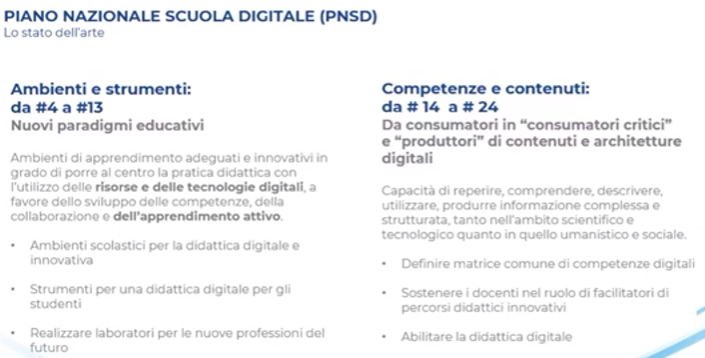 PIANO NAZIONALE SCUOLA DIGITALE (PNSD)
Lo stato dell'arte
Ambienti e strumenti:
da #4 a #13
Nuovi paradigmi educativi
Ambienti di apprendimento adeguati e innovativi in
grado di porre al centro la pratica didattica con
l'utilizzo delle risorse e delle tecnologie digitali, a
favore dello sviluppo delle competenze, della
collaborazione e dell'apprendimento attivo.
• Ambienti scolastici per la didattica digitale e
innovativa
• Strumenti per una didattica digitale per gli
studenti
• Realizzare laboratori per le nuove professioni del
futuro
Competenze e contenuti:
da # 14 a # 24
Da consumatori in “consumatori critici”
e “produttori” di contenuti e architetture
digitali
Capacità di reperire, comprendere, descrivere,
utilizzare, produrre informazione complessa e
strutturata, tanto nell'ambito scientifico e
tecnologico quanto in quello umanistico e sociale.
• Definire matrice comune di competenze digitali
• Sostenere i docenti nel ruolo di facilitatori di
percorsi didattici innovativi
• Abilitare la didattica digitale